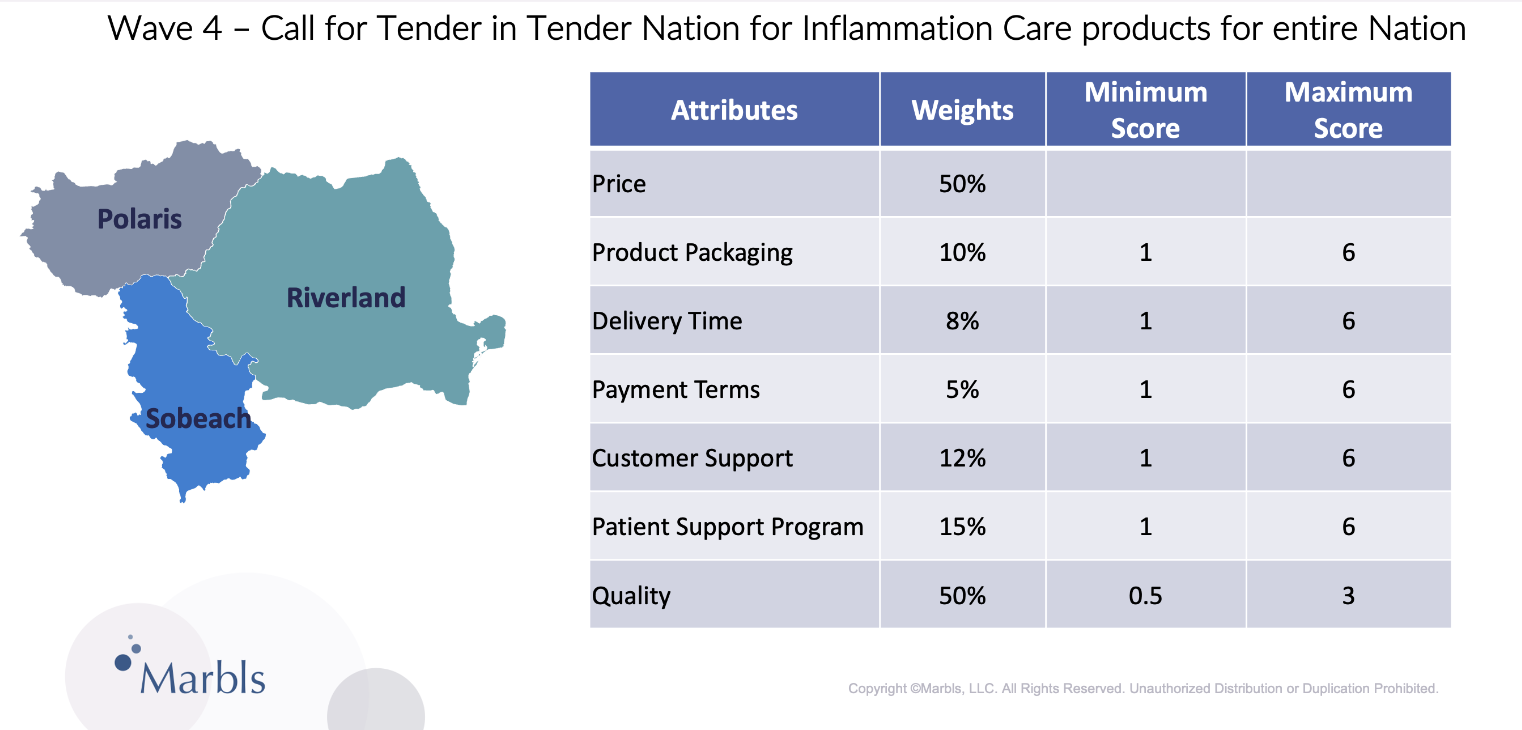 Wave 4 – Call for Tender in Tender Nation for Inflammation Care products for entire Nation
Polaris
Riverland
Sobeach
Attributes Weights Minimum Score Maximum Score
Price 50%
Product Packaging 10% 1 6
Delivery Time 8% 1 6
Payment Terms 5% 1 6
Customer Support 12% 1 6
Patient Support Program 15% 1 6
Quality 50% 0.5 3
Marbls
Copyright ©Marbls, LLC. All Rights Reserved. Unauthorized Distribution or Duplication Prohibited.